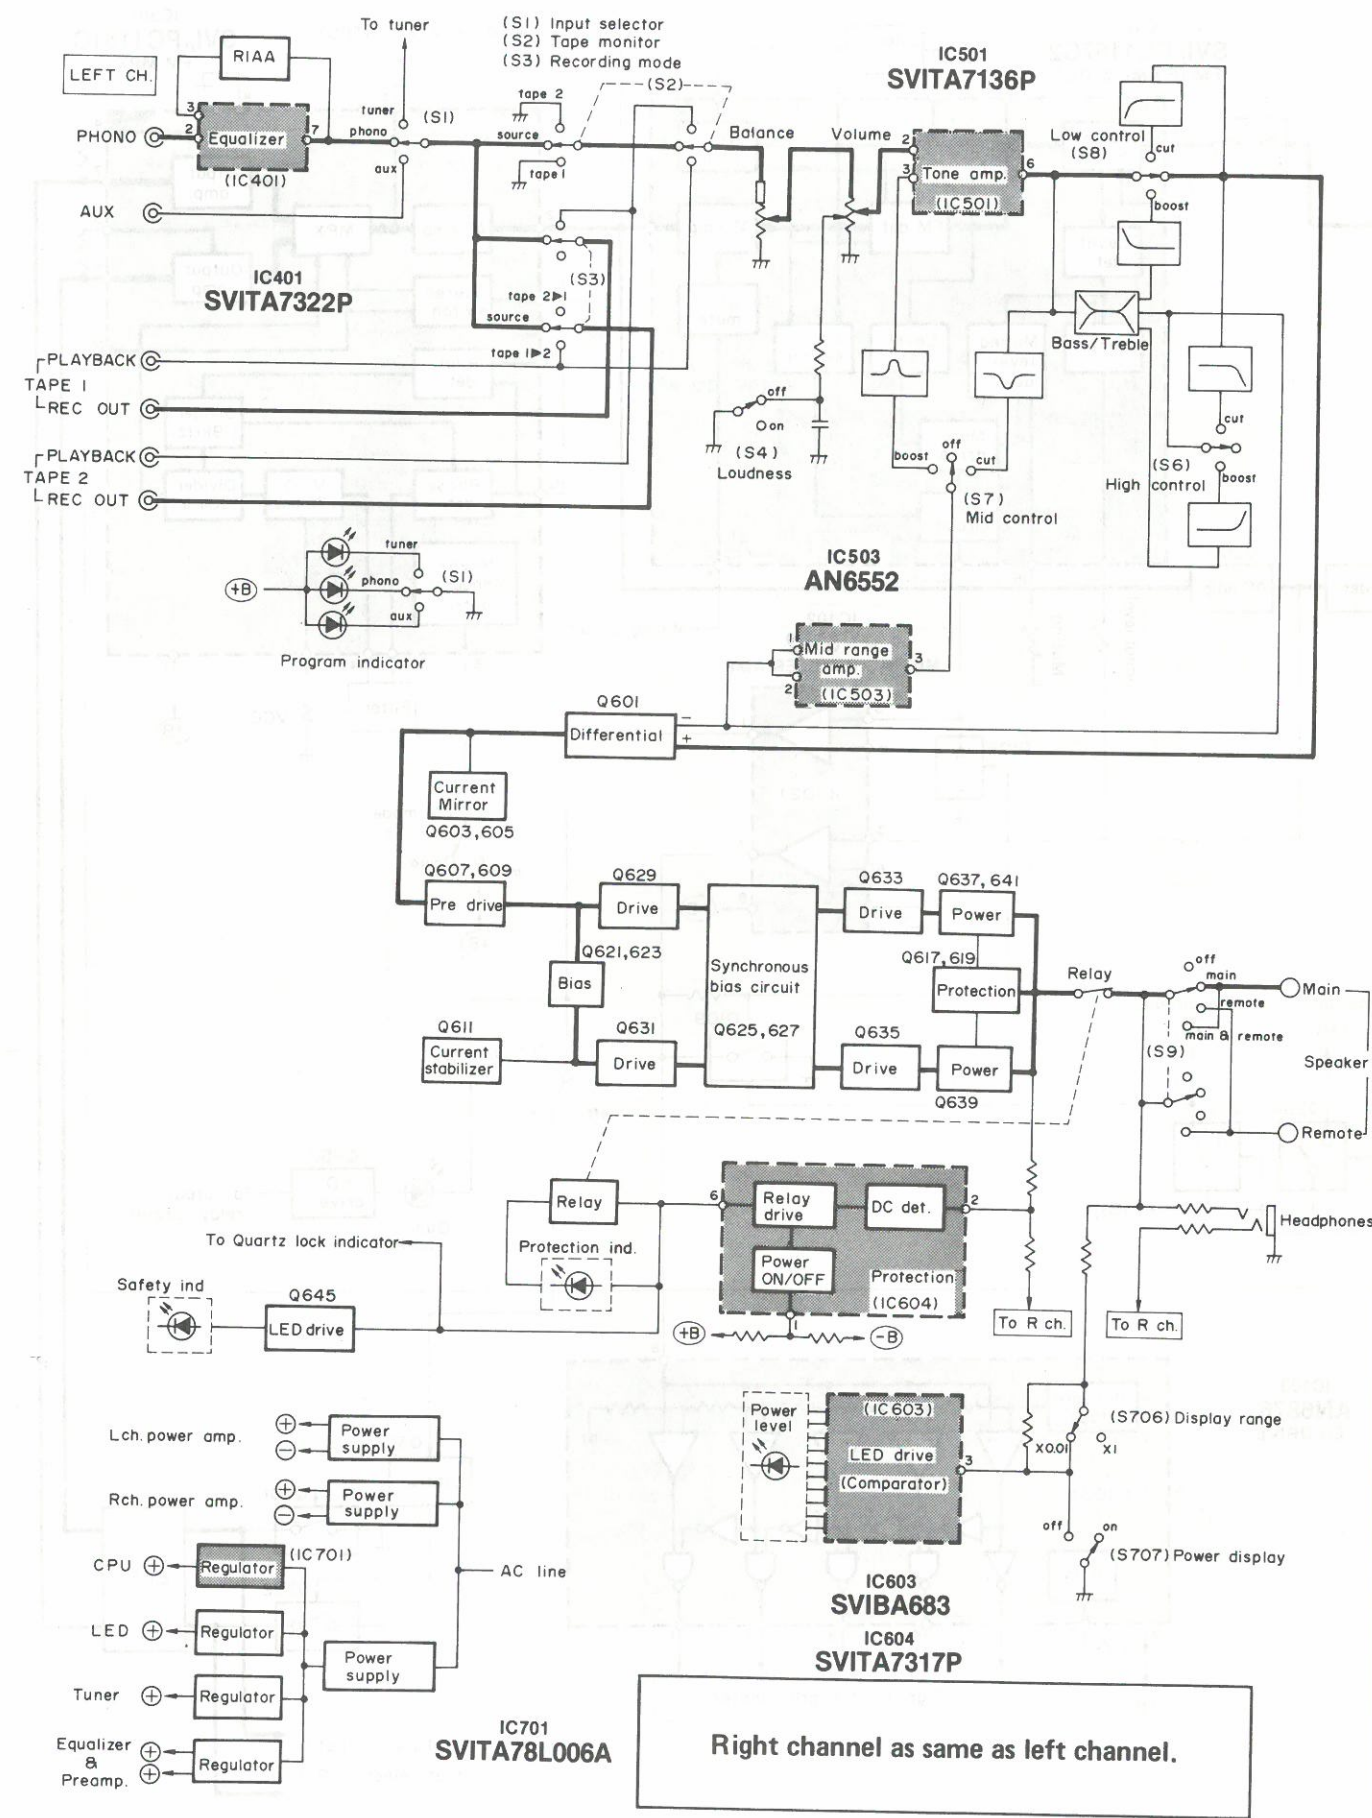 To tuner
(S1) Input selector
(S2) Tape monitor
(S3) Recording mode
LEFT CH.
RIAA
IC501
SVITA7136P
PHONO
3
2
Equalizer
7
(IC401)
tuner
phono
aux
(S1)
tape 2
source
tape 1
(S2)
Balance
Volume
2
3
Tone amp.
(IC501)
6
Low control
(S8)
cut
boost
AUX
IC401
SVITA7322P
(S3)
tape 2▶1
source
tape 1▶2
Bass/Treble
PLAYBACK
TAPE 1
REC OUT
PLAYBACK
TAPE 2
REC OUT
off
on
(S4)
Loudness
boost
off
cut
(S7)
Mid control
cut
(S6)
High control
boost
+B
tuner
phono
aux
(S1)
Program indicator
IC503
AN6552
1
2
Mid range
amp.
(IC503)
3
Q601
Differential
−
+
Current
Mirror
Q603,605
Q607,609
Pre drive
Q629
Drive
Q633
Drive
Q637,641
Power
Q621,623
Bias
Synchronous
bias circuit
Q625,627
Q617,619
Protection
Relay
off
main
remote
main & remote
(S9)
Main
Speaker
Remote
Q611
Current
stabilizer
Q631
Drive
Q635
Drive
Power
Q639
Relay
6
Relay
drive
DC det.
2
Power
ON/OFF
Protection
(IC604)
1
+B
−B
Headphones
To R ch.
To R ch.
To Quartz lock indicator
Protection ind.
Safety ind
Q645
LED drive
Power
level
(IC603)
LED drive
(Comparator)
3
(S706) Display range
X0.01
X1
off
on
(S707) Power display
IC603
SVIBA683
IC604
SVITA7317P
Lch. power amp.
+
−
Power
supply
Rch. power amp.
+
−
Power
supply
CPU
+
Regulator
(IC701)
AC line
LED
+
Regulator
Power
supply
Tuner
+
Regulator
Equalizer
&
Preamp.
+
+
Regulator
IC701
SVITA78L006A
Right channel as same as left channel.